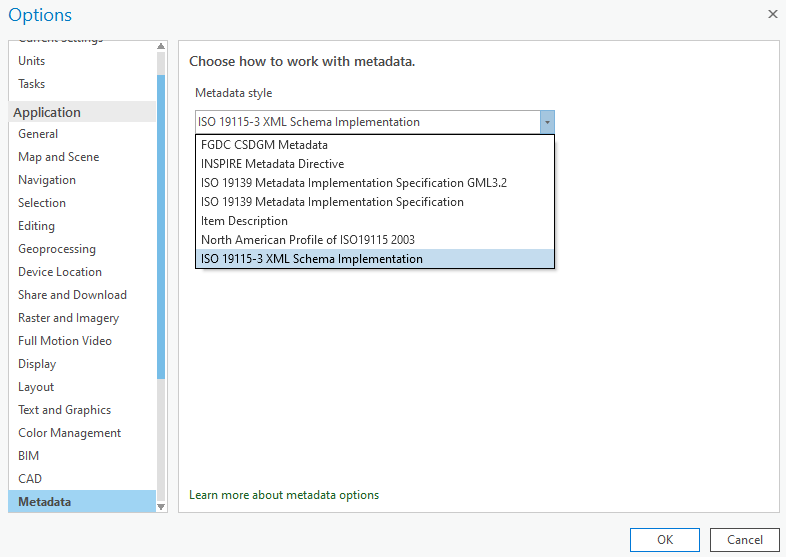 Options
Current Settings
Units
Tasks
Application
General
Map and Scene
Navigation
Selection
Editing
Geoprocessing
Device Location
Share and Download
Raster and Imagery
Full Motion Video
Display
Layout
Text and Graphics
Color Management
BIM
CAD
Metadata
Choose how to work with metadata.
Metadata style
ISO 19115-3 XML Schema Implementation
FGDC CSDGM Metadata
INSPIRE Metadata Directive
ISO 19139 Metadata Implementation Specification GML3.2
ISO 19139 Metadata Implementation Specification
Item Description
North American Profile of ISO19115 2003
ISO 19115-3 XML Schema Implementation
Learn more about metadata options
OK
Cancel